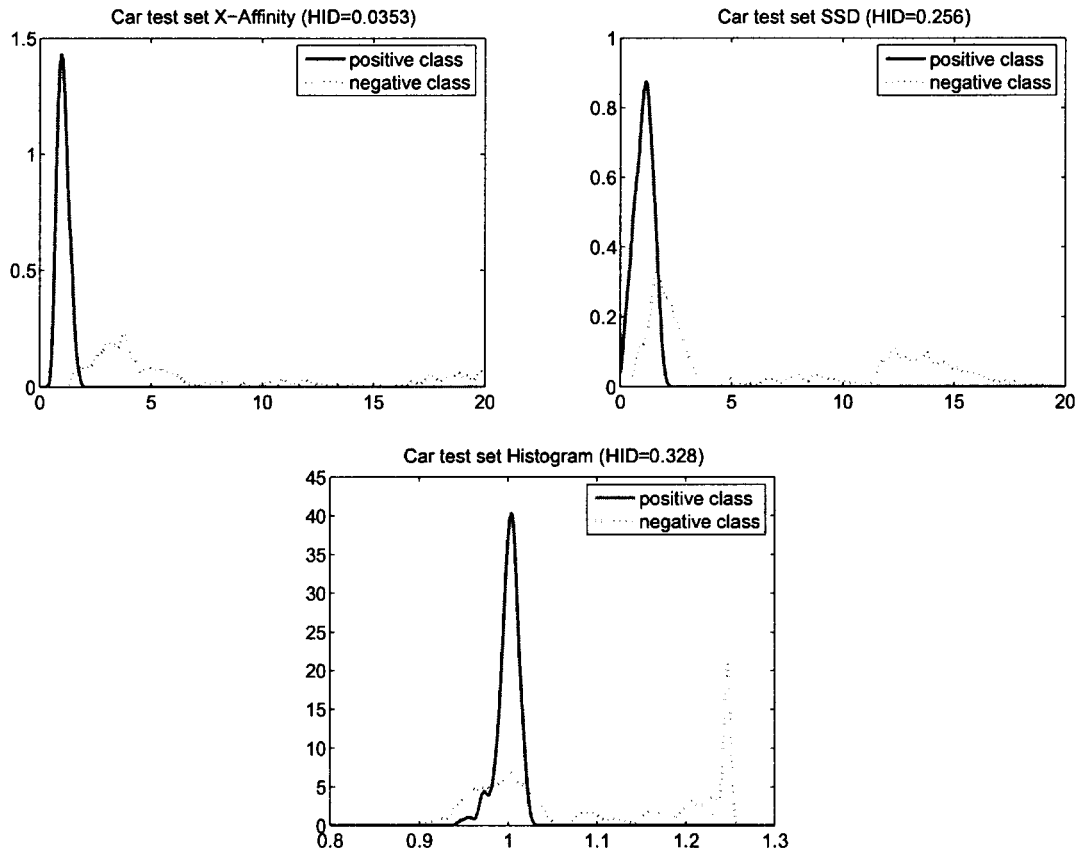 Car test set X-Affinity (HID=0.0353)
1.5
1
0.5
0
0 5 10 15 20
positive class
negative class
Car test set SSD (HID=0.256)
1
0.8
0.6
0.4
0.2
0
0 5 10 15 20
positive class
negative class
Car test set Histogram (HID=0.328)
45
40
35
30
25
20
15
10
5
0
0.8 0.9 1 1.1 1.2 1.3
positive class
negative class